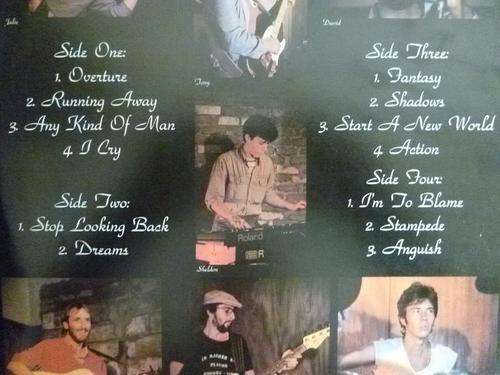 Julie
Tony
David
Side One:
1. Overture
2. Running Away
3. Any Kind Of Man
4. I Cry
Side Two:
1. Stop Looking Back
2. Dreams
Side Three:
1. Fantasy
2. Shadows
3. Start A New World
4. Action
Side Four:
1. I'm To Blame
2. Stampede
3. Anguish
Roland
Sheldon